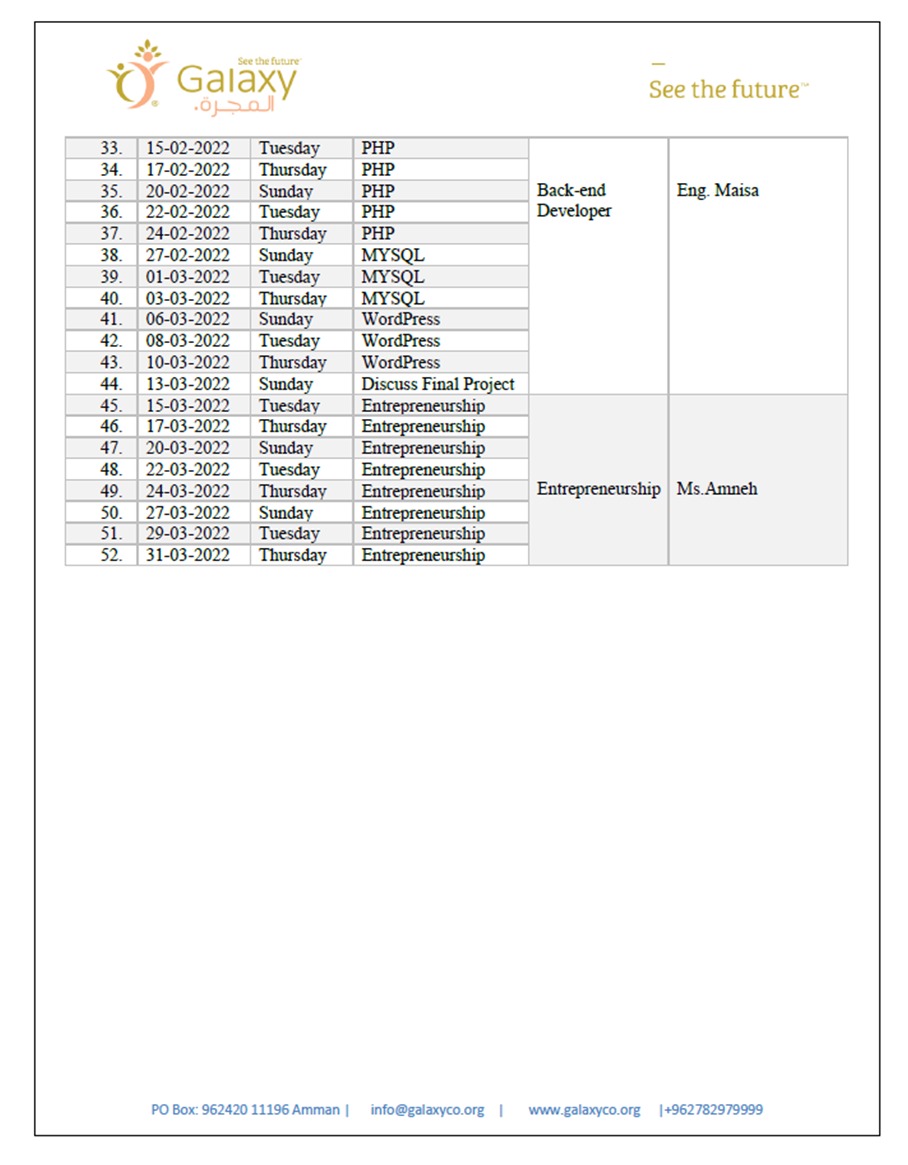 See the future™
Galaxy
المجرة.
®
See the future™
33. 15-02-2022 Tuesday PHP
34. 17-02-2022 Thursday PHP
35. 20-02-2022 Sunday PHP Back-end Eng. Maisa
36. 22-02-2022 Tuesday PHP Developer
37. 24-02-2022 Thursday PHP
38. 27-02-2022 Sunday MYSQL
39. 01-03-2022 Tuesday MYSQL
40. 03-03-2022 Thursday MYSQL
41. 06-03-2022 Sunday WordPress
42. 08-03-2022 Tuesday WordPress
43. 10-03-2022 Thursday WordPress
44. 13-03-2022 Sunday Discuss Final Project
45. 15-03-2022 Tuesday Entrepreneurship
46. 17-03-2022 Thursday Entrepreneurship
47. 20-03-2022 Sunday Entrepreneurship
48. 22-03-2022 Tuesday Entrepreneurship
49. 24-03-2022 Thursday Entrepreneurship Entrepreneurship Ms.Amneh
50. 27-03-2022 Sunday Entrepreneurship
51. 29-03-2022 Tuesday Entrepreneurship
52. 31-03-2022 Thursday Entrepreneurship
PO Box: 962420 11196 Amman | info@galaxyco.org | www.galaxyco.org |+962782979999